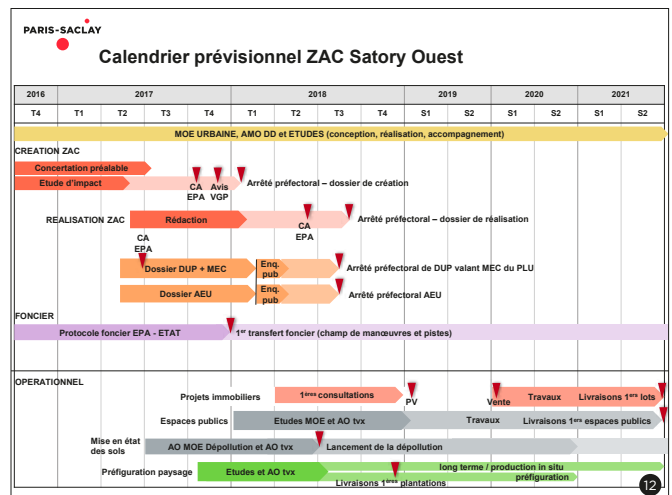 PARIS-SACLAY
Calendrier prévisionnel ZAC Satory Ouest
2016 2017 2018 2019 2020 2021
T4 T1 T2 T3 T4 T1 T2 T3 T4 S1 S2 S1 S2 S1 S2
MOE URBAINE, AMO DD et ETUDES (conception, réalisation, accompagnement)
CREATION ZAC
Concertation préalable
Etude d'impact
CA EPA
Avis VGP
Arrêté préfectoral – dossier de création
REALISATION ZAC
Rédaction
CA EPA
Arrêté préfectoral – dossier de réalisation
CA EPA
Dossier DUP + MEC
Enq. pub
Arrêté préfectoral de DUP valant MEC du PLU
Dossier AEU
Enq. pub
Arrêté préfectoral AEU
FONCIER
Protocole foncier EPA - ETAT
1er transfert foncier (champ de manœuvres et pistes)
OPERATIONNEL
Projets immobiliers
1ères consultations
PV
Vente
Travaux
Livraisons 1ers lots
Espaces publics
Etudes MOE et AO tvx
Travaux
Livraisons 1ers espaces publics
Mise en état des sols
AO MOE Dépollution et AO tvx
Lancement de la dépollution
Préfiguration paysage
Etudes et AO tvx
long terme / production in situ
préfiguration
Livraisons 1ères plantations
12